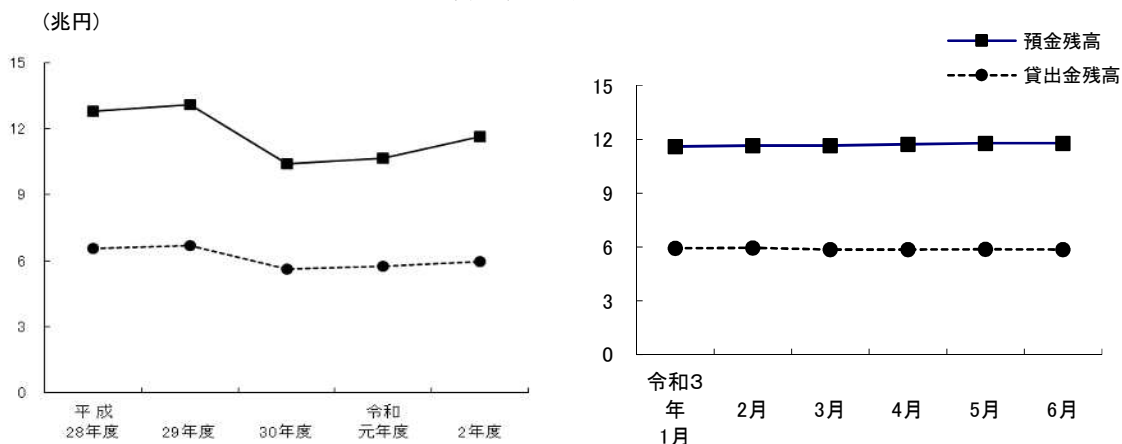 (兆円)
15
12
9
6
3
0
平成
28年度 29年度 30年度 令和元年度 2年度
預金残高
貸出金残高
15
12
9
6
3
0
令和3年1月 2月 3月 4月 5月 6月